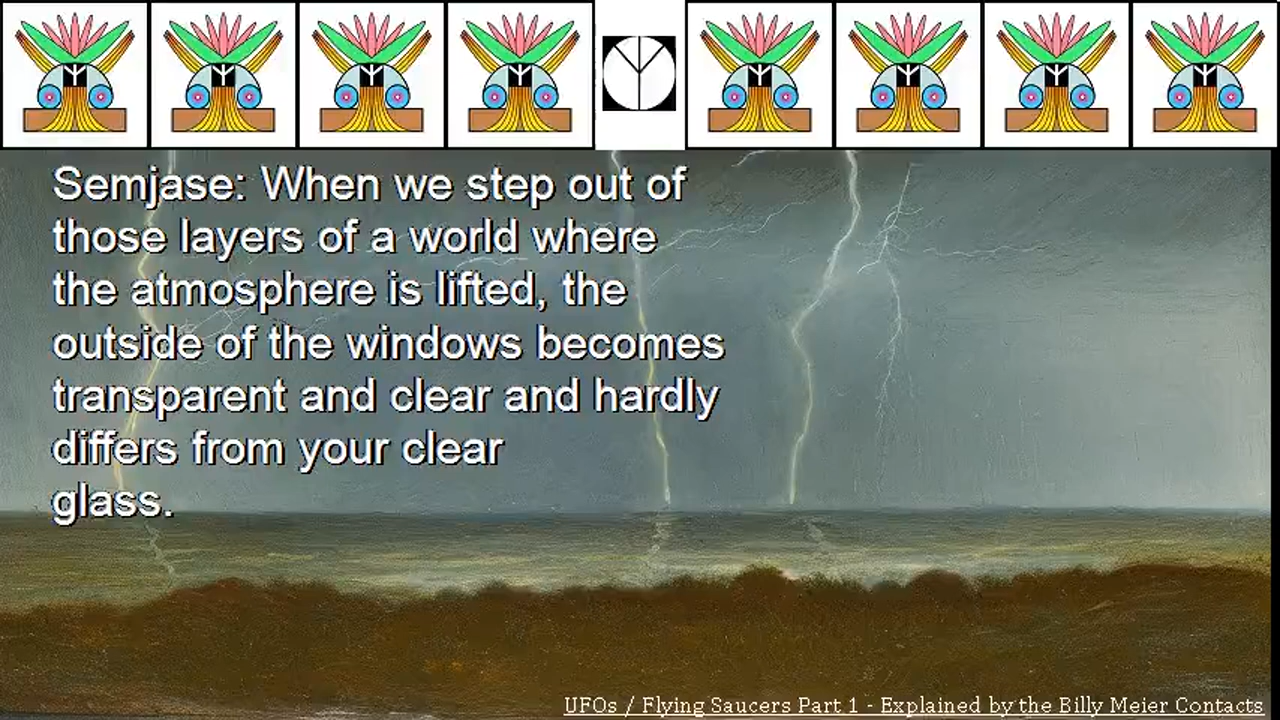 Semjase: When we step out of
those layers of a world where
the atmosphere is lifted, the
outside of the windows becomes
transparent and clear and hardly
differs from your clear
glass.
UFOs / Flying Saucers Part 1 - Explained by the Billy Meier Contacts